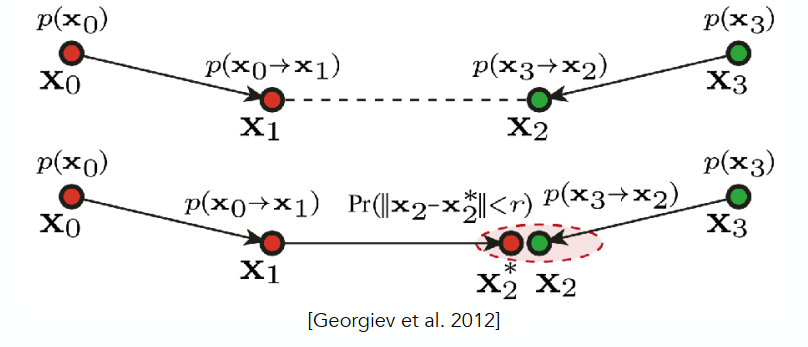 p(x₀) p(x₃)
p(x₀→x₁) p(x₃→x₂)
x₀ x₃
x₁ x₂
p(x₀) p(x₃)
p(x₀→x₁) Pr(‖x₂-x₂*‖<r) p(x₃→x₂)
x₀ x₃
x₁ x₂* x₂
[Georgiev et al. 2012]